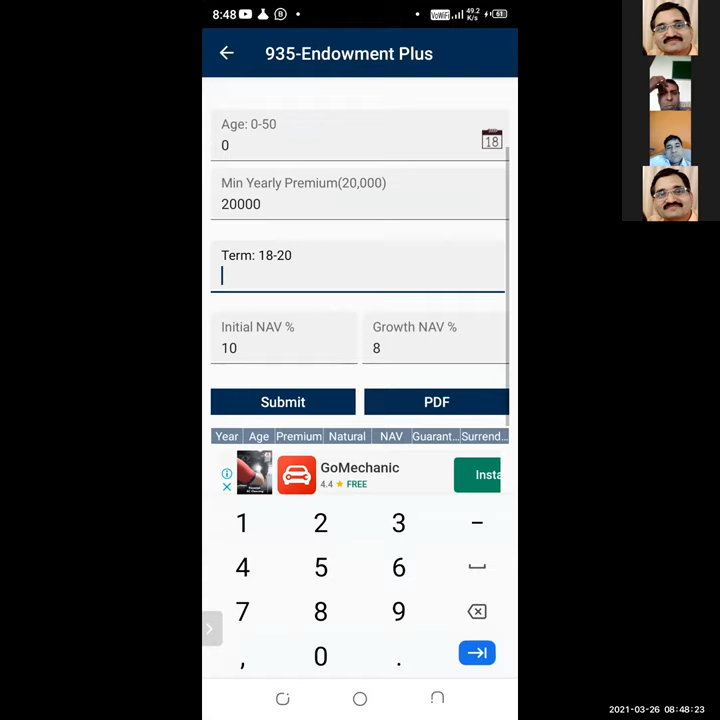 8:48 VoWiFi 49.2 K/s 61
935-Endowment Plus
Age: 0-50
0
18
Min Yearly Premium(20,000)
20000
Term: 18-20
Initial NAV % Growth NAV %
10 8
Submit PDF
Year Age Premium Natural NAV Guarant... Surrend...
GoMechanic
4.4 ★ FREE
Insta
1 2 3 -
4 5 6
7 8 9
, 0 .
2021-03-26 08:48:23